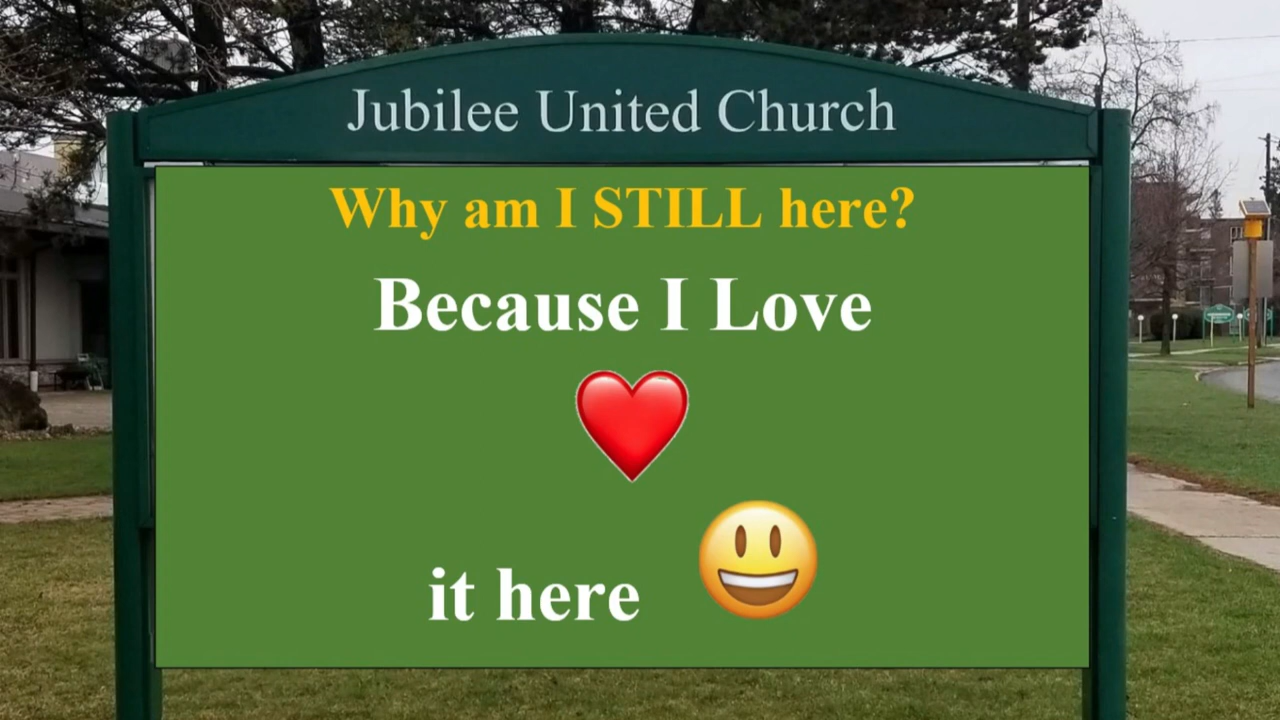 Jubilee United Church
Why am I STILL here?
Because I Love
❤️
it here 😃